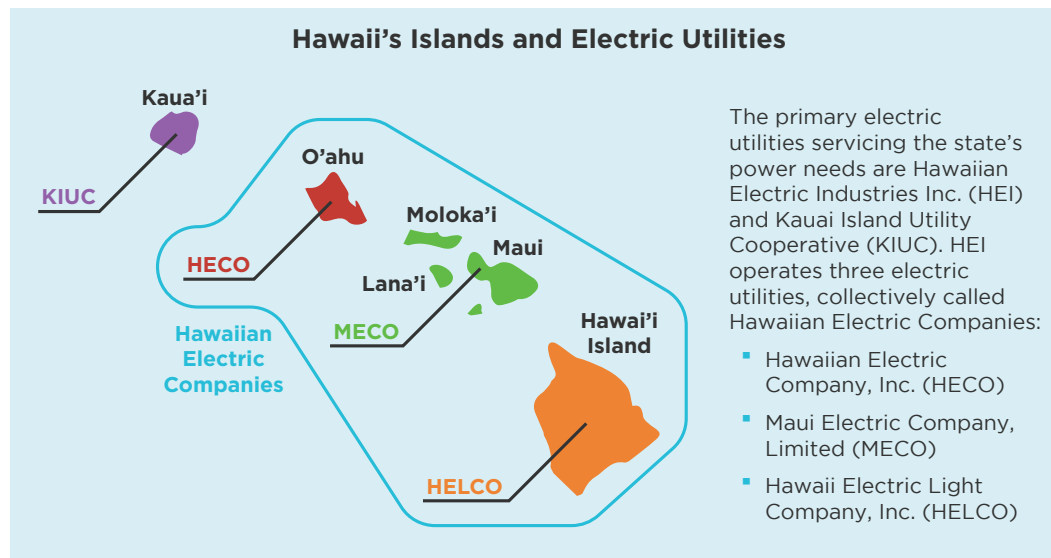 Hawaii's Islands and Electric Utilities
Kaua'i
KIUC
O'ahu
HECO
Moloka'i
Maui
Lana'i
MECO
Hawaiian
Electric
Companies
Hawai'i
Island
HELCO
The primary electric
utilities servicing the state's
power needs are Hawaiian
Electric Industries Inc. (HEI)
and Kauai Island Utility
Cooperative (KIUC). HEI
operates three electric
utilities, collectively called
Hawaiian Electric Companies:
▪ Hawaiian Electric
Company, Inc. (HECO)
▪ Maui Electric Company,
Limited (MECO)
▪ Hawaii Electric Light
Company, Inc. (HELCO)